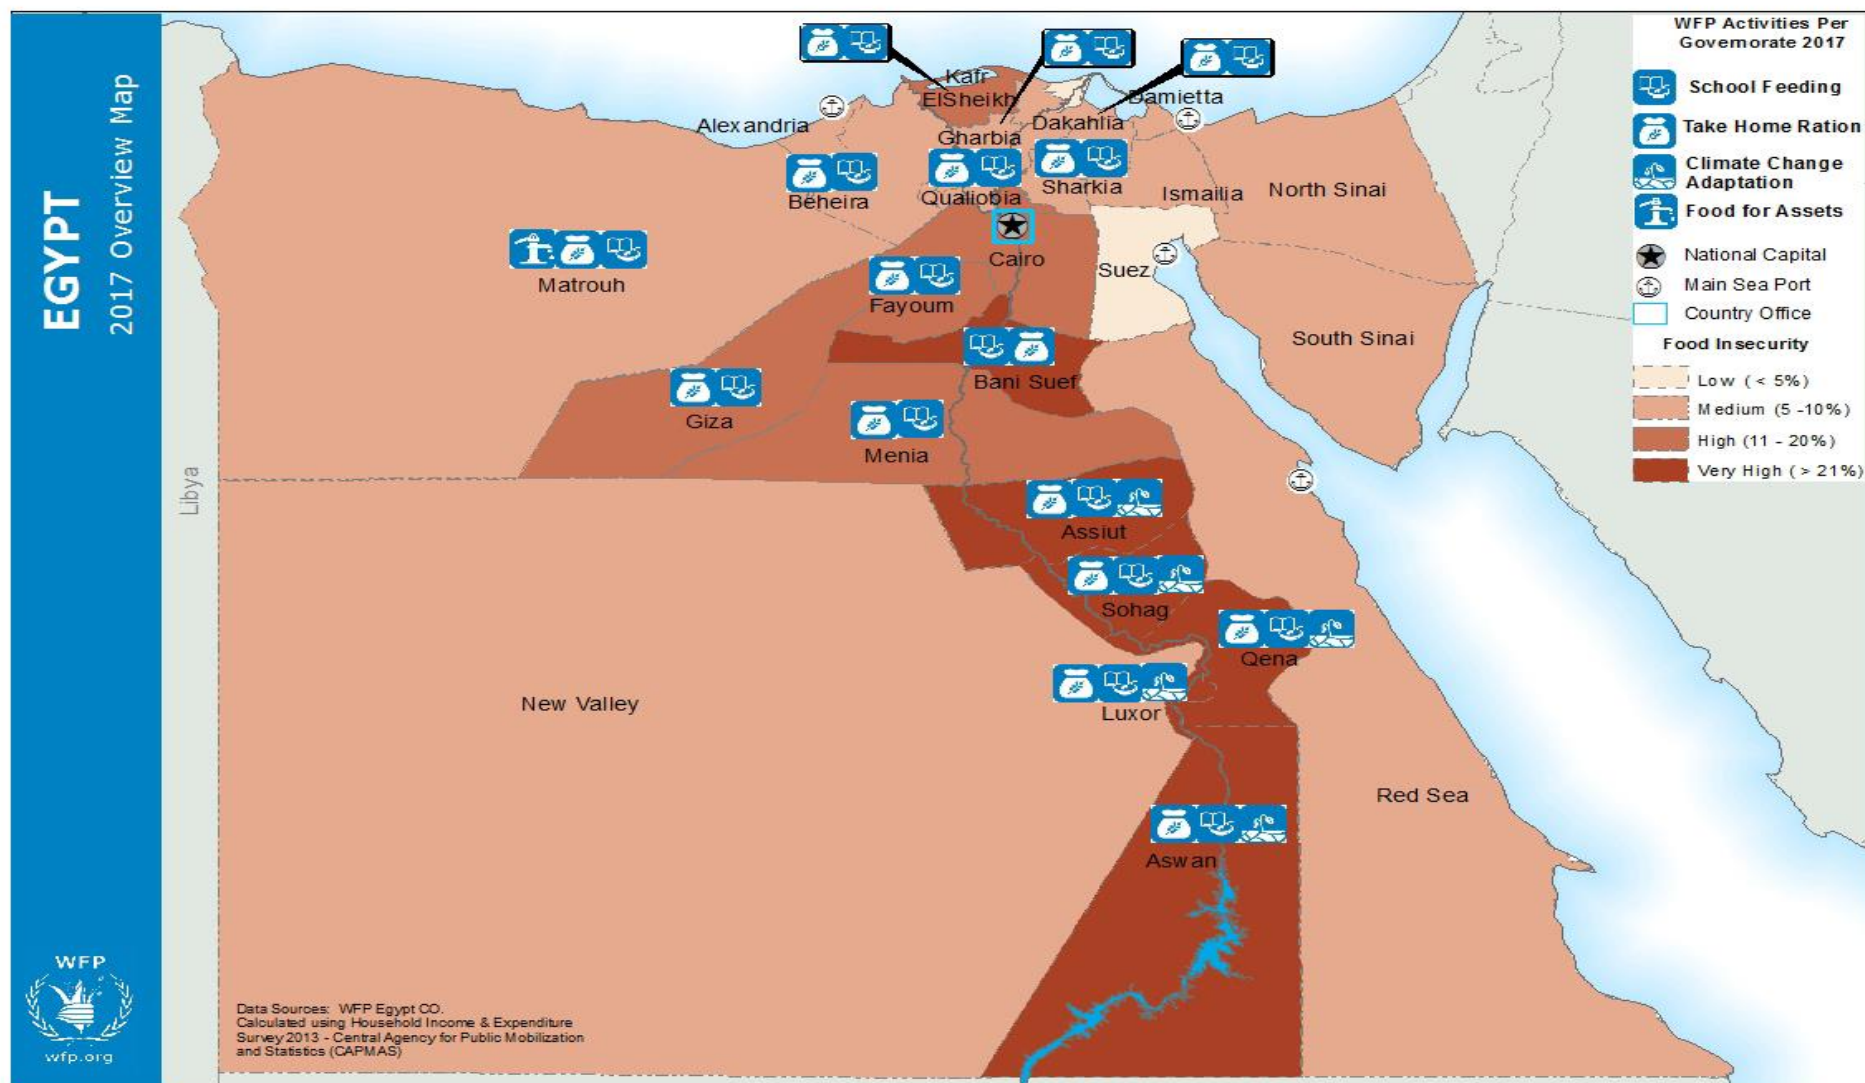 EGYPT
2017 Overview Map
WFP
wfp.org
Libya
Kafr
ElSheikh
Damietta
Alexandria
Gharbia
Dakahlia
Beheira
Qualiobia
Sharkia
Ismailia
North Sinai
Matrouh
Cairo
Suez
Fayoum
South Sinai
Bani Suef
Giza
Menia
Assiut
Sohag
Qena
New Valley
Luxor
Red Sea
Aswan
Data Sources: WFP Egypt CO.
Calculated using Household Income & Expenditure
Survey 2013 - Central Agency for Public Mobilization
and Statistics (CAPMAS)
WFP Activities Per
Governorate 2017
School Feeding
Take Home Ration
Climate Change
Adaptation
Food for Assets
National Capital
Main Sea Port
Country Office
Food Insecurity
Low (< 5%)
Medium (5 -10%)
High (11 - 20%)
Very High (> 21%)